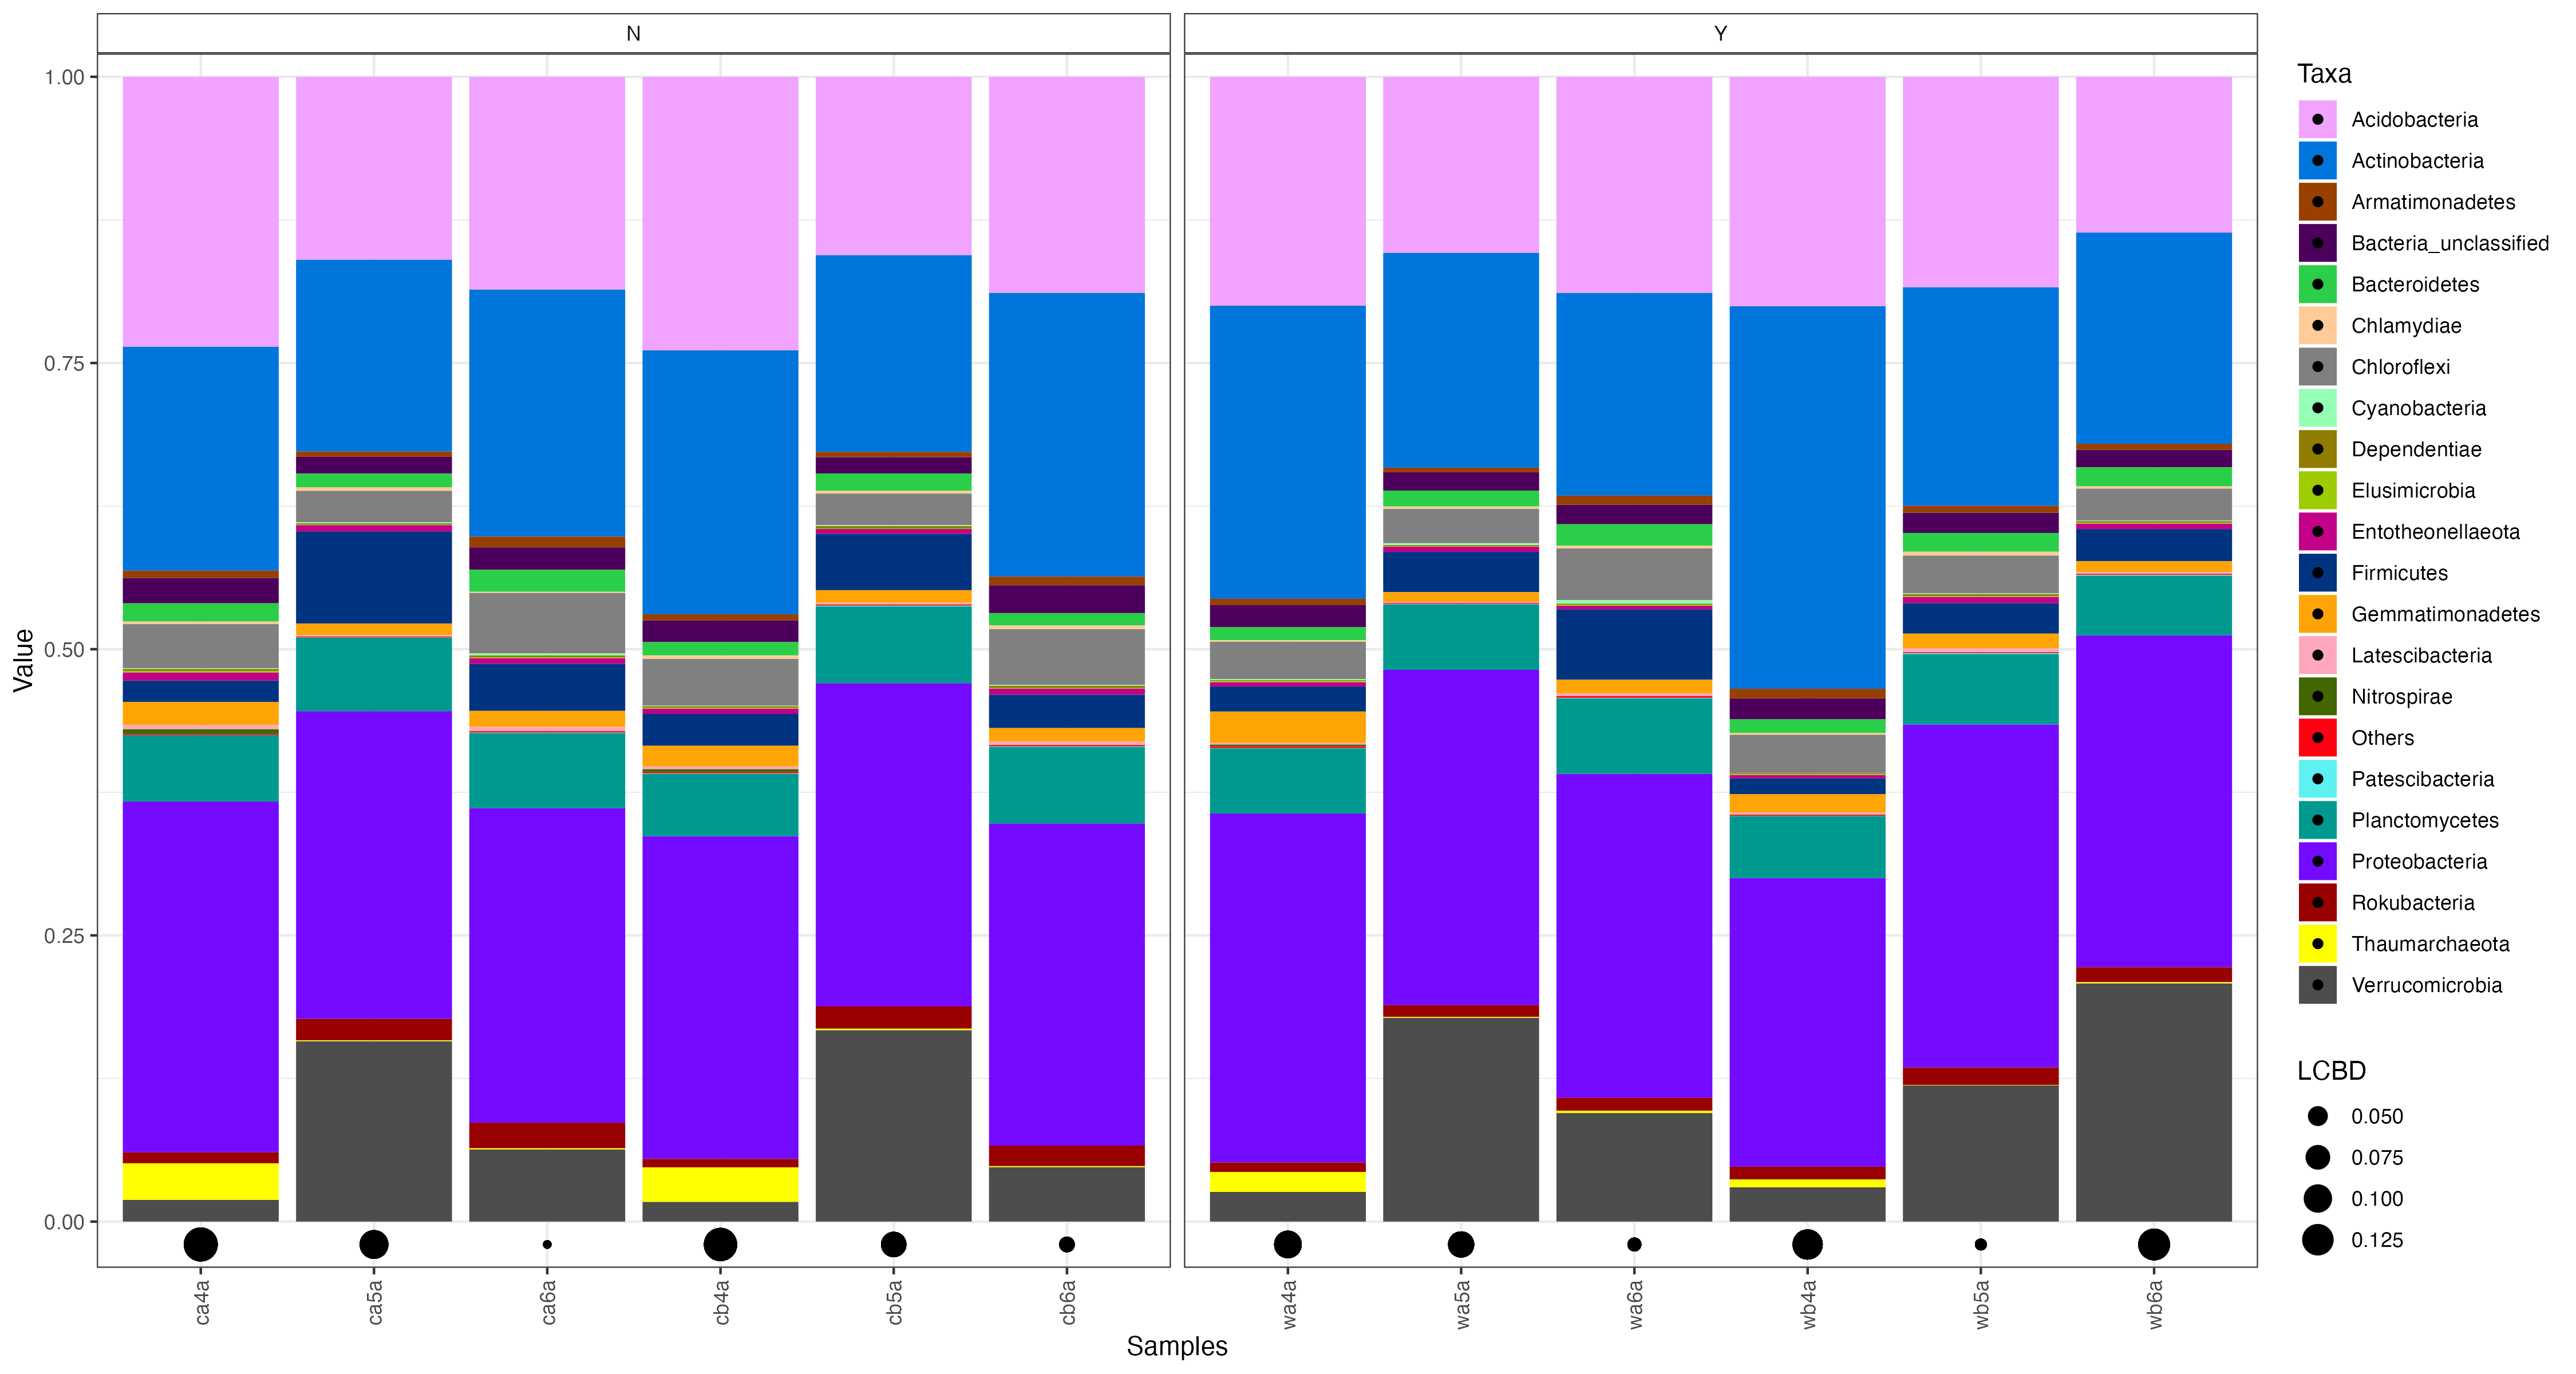 N
Y
1.00
0.75
0.50
0.25
0.00
Value
ca4a
ca5a
ca6a
cb4a
cb5a
cb6a
wa4a
wa5a
wa6a
wb4a
wb5a
wb6a
Samples
Taxa
Acidobacteria
Actinobacteria
Armatimonadetes
Bacteria_unclassified
Bacteroidetes
Chlamydiae
Chloroflexi
Cyanobacteria
Dependentiae
Elusimicrobia
Entotheonellaeota
Firmicutes
Gemmatimonadetes
Latescibacteria
Nitrospirae
Others
Patescibacteria
Planctomycetes
Proteobacteria
Rokubacteria
Thaumarchaeota
Verrucomicrobia
LCBD
0.050
0.075
0.100
0.125